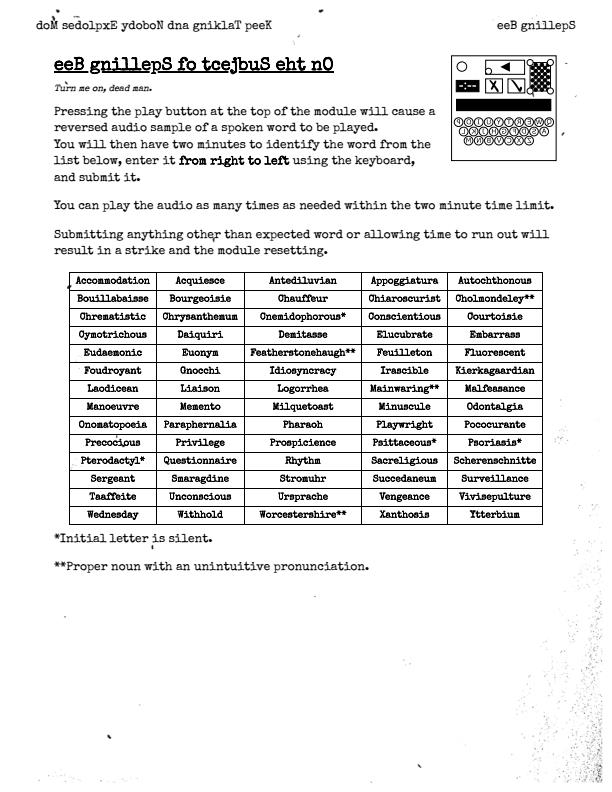 doM sedolpxE ydoboN dna gniklaT peeK eeB gnillepS
eeB gnillepS fo tcejbuS eht nO
Turn me on, dead man.
Pressing the play button at the top of the module will cause a
reversed audio sample of a spoken word to be played.
You will then have two minutes to identify the word from the
list below, enter it from right to left using the keyboard,
and submit it.
You can play the audio as many times as needed within the two minute time limit.
Submitting anything other than expected word or allowing time to run out will
result in a strike and the module resetting.
Accommodation Acquiesce Antediluvian Appoggiatura Autochthonous
Bouillabaisse Bourgeoisie Chauffeur Chiaroscurist Cholmondeley**
Chrematistic Chrysanthemum Cnemidophorous* Conscientious Courtoisie
Cymotrichous Daiquiri Demitasse Elucubrate Embarrass
Eudaemonic Euonym Featherstonehaugh** Feuilleton Fluorescent
Foudroyant Gnocchi Idiosyncracy Irascible Kierkagaardian
Laodicean Liaison Logorrhea Mainwaring** Malfeasance
Manoeuvre Memento Milquetoast Minuscule Odontalgia
Onomatopoeia Paraphernalia Pharaoh Playwright Pococurante
Precocious Privilege Prospicience Psittaceous* Psoriasis*
Pterodactyl* Questionnaire Rhythm Sacreligious Scherenschnitte
Sergeant Smaragdine Stromuhr Succedaneum Surveillance
Taaffeite Unconscious Ursprache Vengeance Vivisepulture
Wednesday Withhold Worcestershire** Xanthosis Ytterbium
*Initial letter is silent.
**Proper noun with an unintuitive pronunciation.